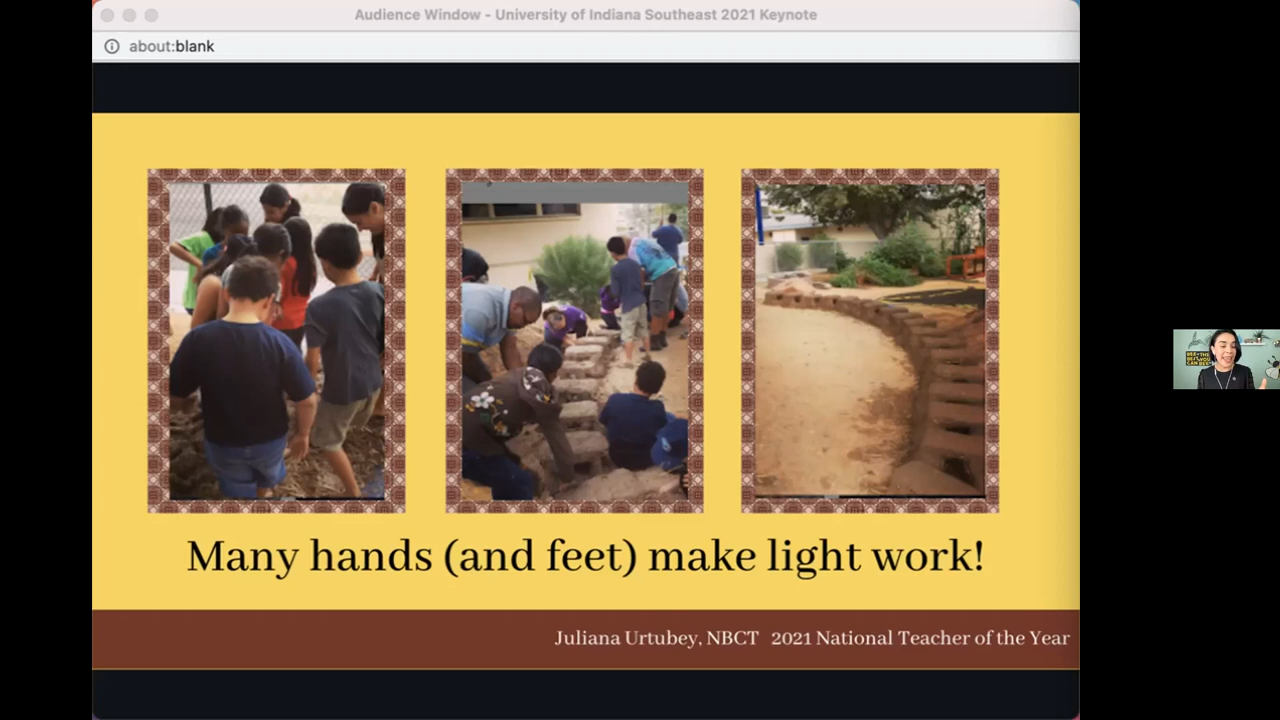 Audience Window - University of Indiana Southeast 2021 Keynote
about:blank
Many hands (and feet) make light work!
Juliana Urtubey, NBCT 2021 National Teacher of the Year